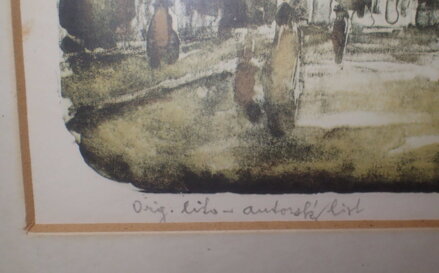 Orig. lito - autorský list